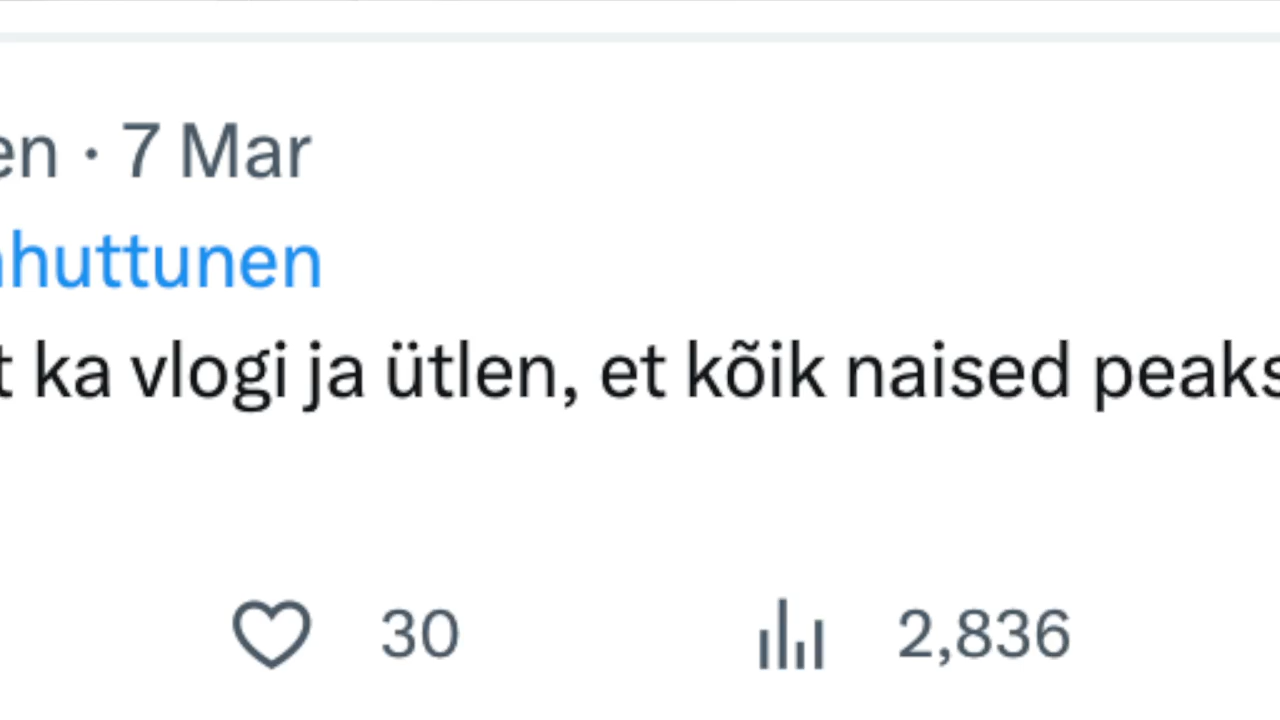 en · 7 Mar
huttunen
t ka vlogi ja ütlen, et kõik naised peaks
30 2,836